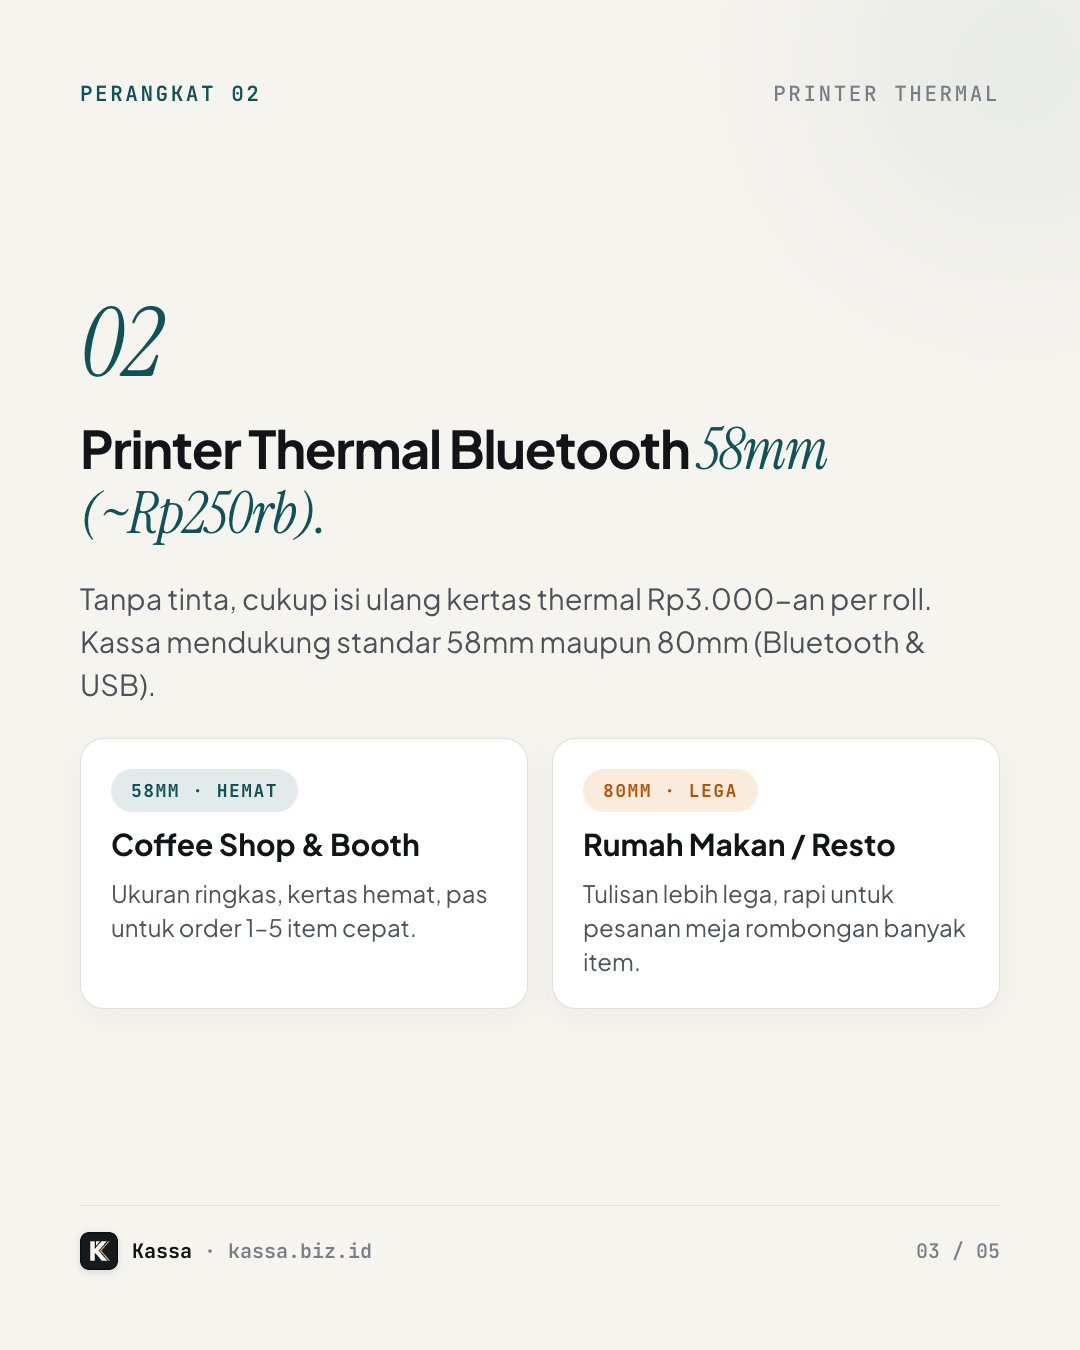 PERANGKAT 02
PRINTER THERMAL
02
Printer Thermal Bluetooth 58mm
(~Rp250rb).
Tanpa tinta, cukup isi ulang kertas thermal Rp3.000–an per roll.
Kassa mendukung standar 58mm maupun 80mm (Bluetooth &
USB).
58MM · HEMAT
Coffee Shop & Booth
Ukuran ringkas, kertas hemat, pas
untuk order 1–5 item cepat.
80MM · LEGA
Rumah Makan / Resto
Tulisan lebih lega, rapi untuk
pesanan meja rombongan banyak
item.
K
Kassa · kassa.biz.id
03 / 05